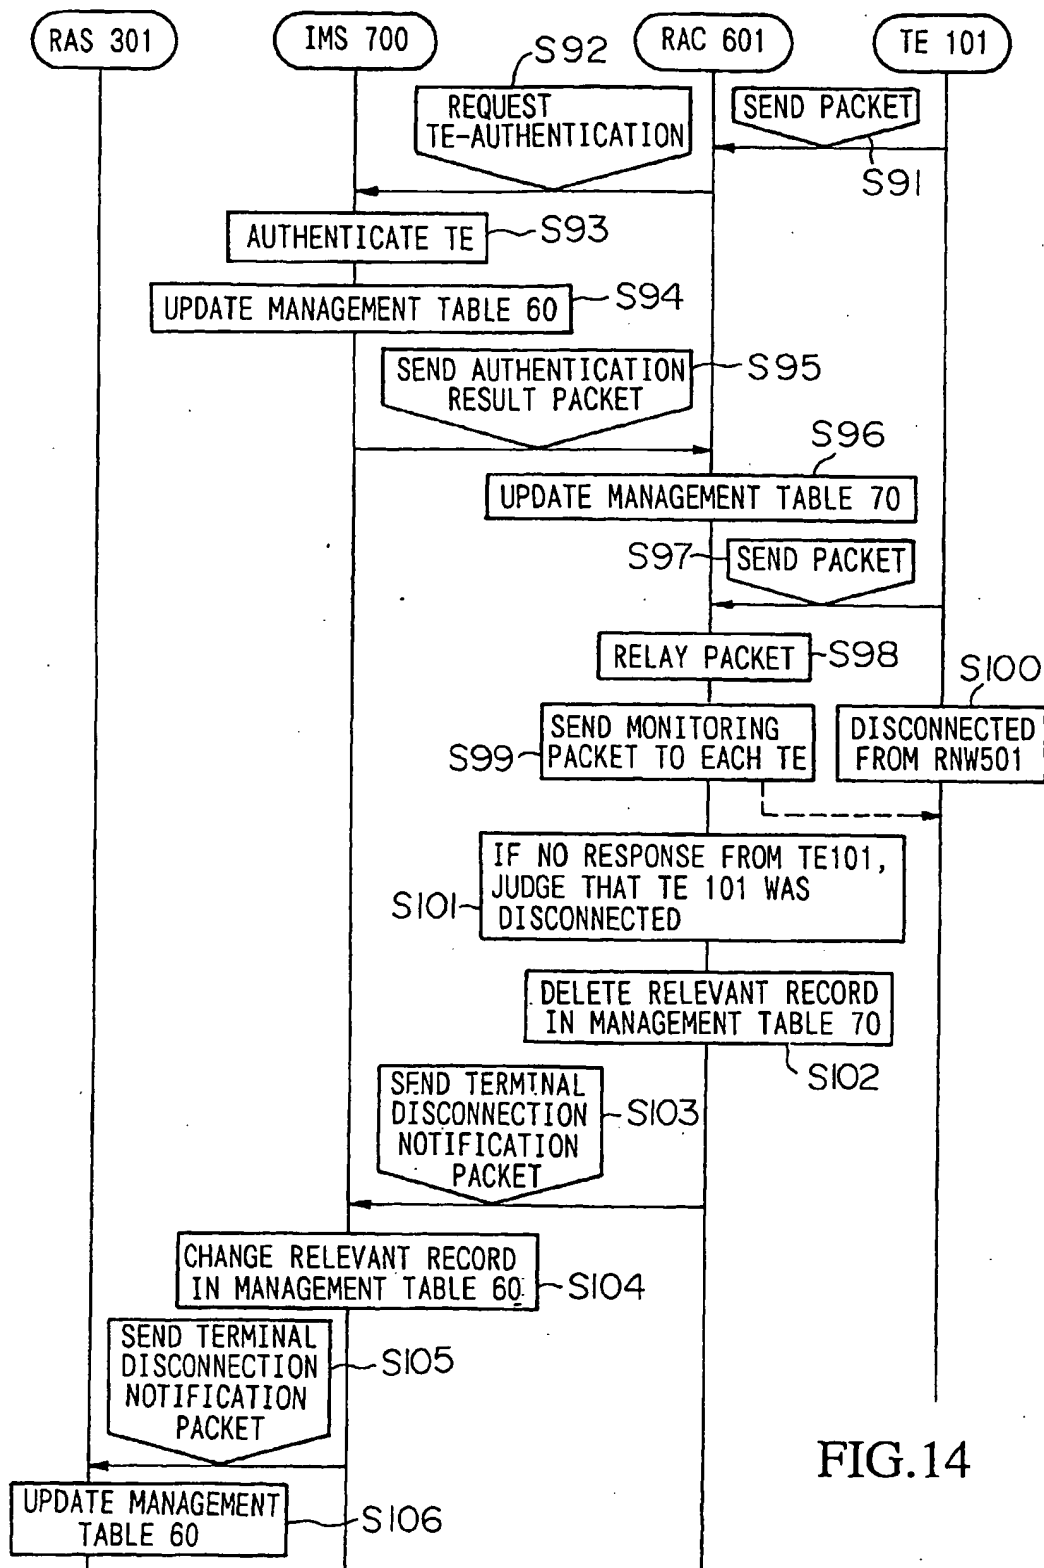 RAS 301
IMS 700
RAC 601
TE 101
S92
REQUEST
TE-AUTHENTICATION
SEND PACKET
S91
AUTHENTICATE TE
S93
UPDATE MANAGEMENT TABLE 60
S94
SEND AUTHENTICATION
RESULT PACKET
S95
S96
UPDATE MANAGEMENT TABLE 70
S97
SEND PACKET
RELAY PACKET
S98
S100
S99
SEND MONITORING
PACKET TO EACH TE
DISCONNECTED
FROM RNW501
S101
IF NO RESPONSE FROM TE101,
JUDGE THAT TE 101 WAS
DISCONNECTED
DELETE RELEVANT RECORD
IN MANAGEMENT TABLE 70
S102
SEND TERMINAL
DISCONNECTION
NOTIFICATION
PACKET
S103
CHANGE RELEVANT RECORD
IN MANAGEMENT TABLE 60
S104
SEND TERMINAL
DISCONNECTION
NOTIFICATION
PACKET
S105
UPDATE MANAGEMENT
TABLE 60
S106
FIG.14